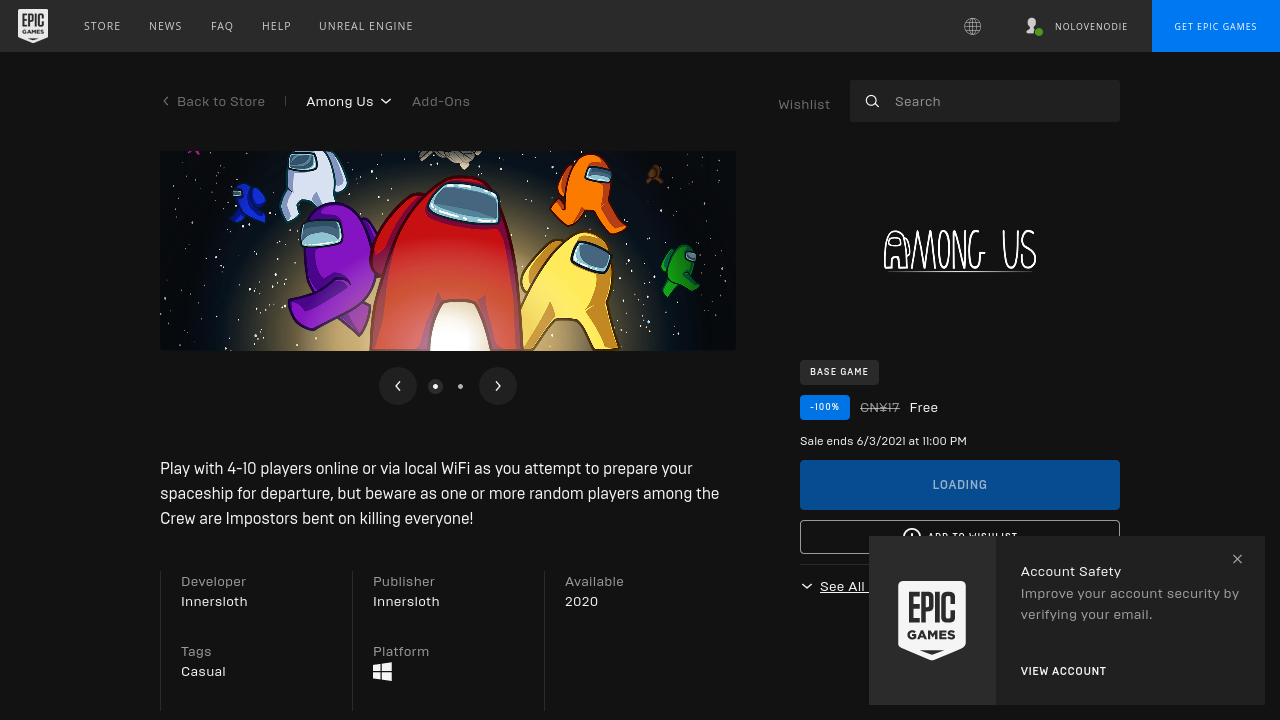 EPIC GAMES
STORE
NEWS
FAQ
HELP
UNREAL ENGINE
NOLOVENODIE
GET EPIC GAMES
Back to Store
Among Us
Add-Ons
Wishlist
Search
AMONG US
BASE GAME
-100%
CN¥17
Free
Sale ends 6/3/2021 at 11:00 PM
LOADING
ADD TO WISHLIST
See All
Play with 4-10 players online or via local WiFi as you attempt to prepare your
spaceship for departure, but beware as one or more random players among the
Crew are Impostors bent on killing everyone!
Developer
Innersloth
Publisher
Innersloth
Available
2020
Tags
Casual
Platform
EPIC
GAMES
Account Safety
Improve your account security by
verifying your email.
VIEW ACCOUNT